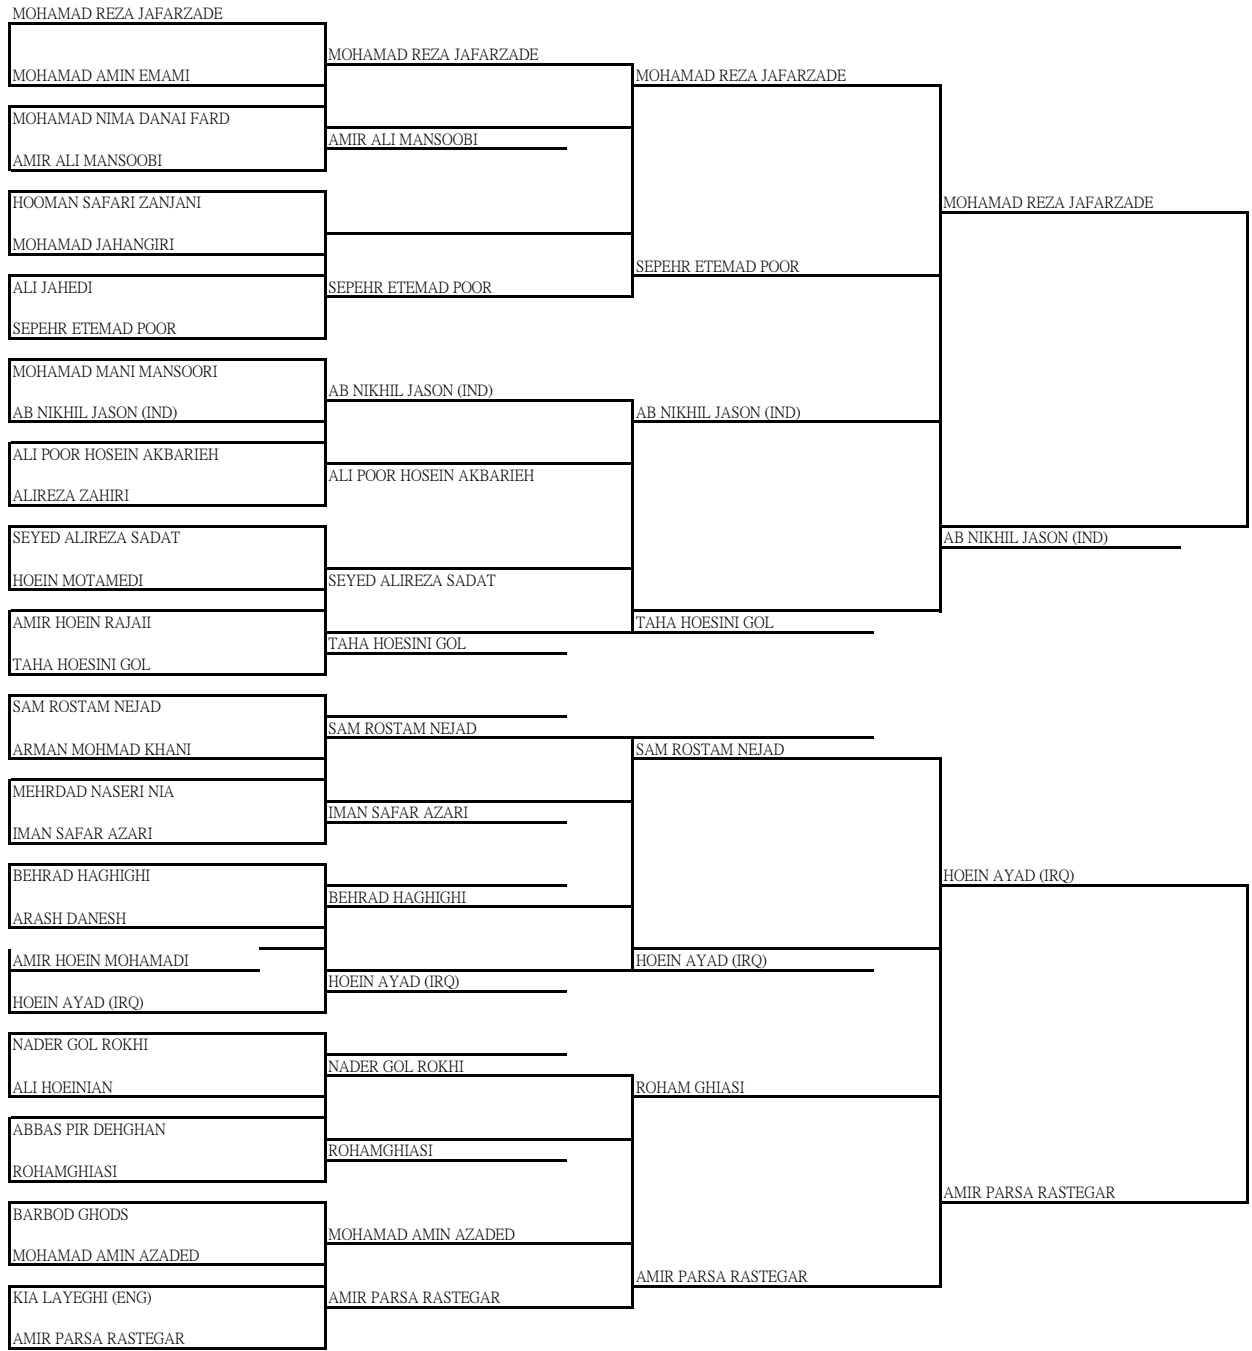 MOHAMAD REZA JAFARZADE
MOHAMAD REZA JAFARZADE
MOHAMAD AMIN EMAMI
MOHAMAD REZA JAFARZADE
MOHAMAD NIMA DANAI FARD
AMIR ALI MANSOOBI
AMIR ALI MANSOOBI
HOOMAN SAFARI ZANJANI
MOHAMAD REZA JAFARZADE
MOHAMAD JAHANGIRI
SEPEHR ETEMAD POOR
ALI JAHEDI
SEPEHR ETEMAD POOR
SEPEHR ETEMAD POOR
MOHAMAD MANI MANSOORI
AB NIKHIL JASON (IND)
AB NIKHIL JASON (IND)
AB NIKHIL JASON (IND)
ALI POOR HOSEIN AKBARIEH
ALI POOR HOSEIN AKBARIEH
ALIREZA ZAHIRI
SEYED ALIREZA SADAT
AB NIKHIL JASON (IND)
HOEIN MOTAMEDI
SEYED ALIREZA SADAT
AMIR HOEIN RAJAII
TAHA HOESINI GOL
TAHA HOESINI GOL
TAHA HOESINI GOL
SAM ROSTAM NEJAD
SAM ROSTAM NEJAD
ARMAN MOHMAD KHANI
SAM ROSTAM NEJAD
MEHRDAD NASERI NIA
IMAN SAFAR AZARI
IMAN SAFAR AZARI
BEHRAD HAGHIGHI
HOEIN AYAD (IRQ)
BEHRAD HAGHIGHI
ARASH DANESH
AMIR HOEIN MOHAMADI
HOEIN AYAD (IRQ)
HOEIN AYAD (IRQ)
HOEIN AYAD (IRQ)
NADER GOL ROKHI
NADER GOL ROKHI
ALI HOEINIAN
ROHAM GHIASI
ABBAS PIR DEHGHAN
ROHAMGHIASI
ROHAMGHIASI
AMIR PARSA RASTEGAR
BARBOD GHODS
MOHAMAD AMIN AZADED
MOHAMAD AMIN AZADED
AMIR PARSA RASTEGAR
KIA LAYEGHI (ENG)
AMIR PARSA RASTEGAR
AMIR PARSA RASTEGAR